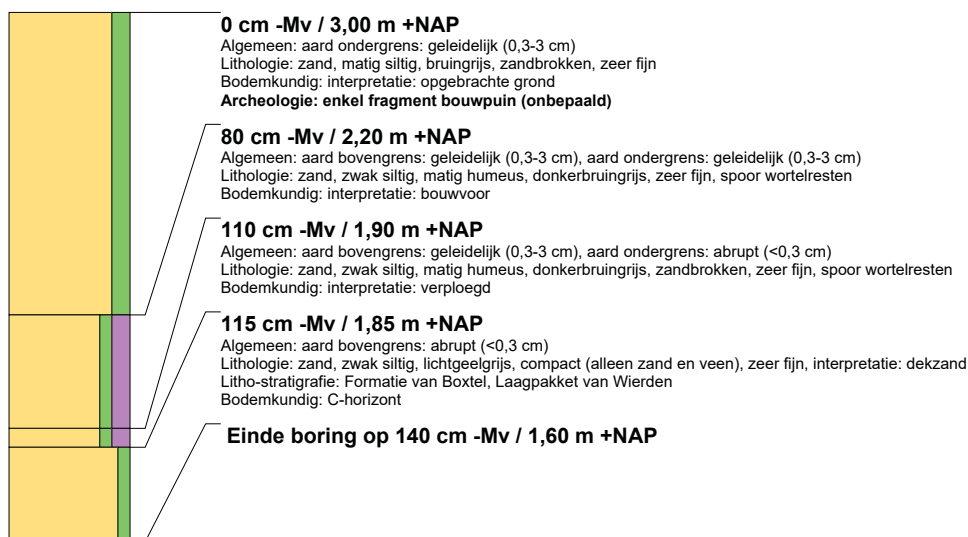 0 cm -Mv / 3,00 m +NAP
Algemeen: aard ondergrens: geleidelijk (0,3-3 cm)
Lithologie: zand, matig siltig, bruingrijs, zandbrokken, zeer fijn
Bodemkundig: interpretatie: opgebrachte grond
Archeologie: enkel fragment bouwpuin (onbepaald)
80 cm -Mv / 2,20 m +NAP
Algemeen: aard bovengrens: geleidelijk (0,3-3 cm), aard ondergrens: geleidelijk (0,3-3 cm)
Lithologie: zand, zwak siltig, matig humeus, donkerbruingrijs, zeer fijn, spoor wortelresten
Bodemkundig: interpretatie: bouwvoor
110 cm -Mv / 1,90 m +NAP
Algemeen: aard bovengrens: geleidelijk (0,3-3 cm), aard ondergrens: abrupt (<0,3 cm)
Lithologie: zand, zwak siltig, matig humeus, donkerbruingrijs, zandbrokken, zeer fijn, spoor wortelresten
Bodemkundig: interpretatie: verploegd
115 cm -Mv / 1,85 m +NAP
Algemeen: aard bovengrens: abrupt (<0,3 cm)
Lithologie: zand, zwak siltig, lichtgeelgrijs, compact (alleen zand en veen), zeer fijn, interpretatie: dekzand
Litho-stratigrafie: Formatie van Boxtel, Laagpakket van Wierden
Bodemkundig: C-horizont
Einde boring op 140 cm -Mv / 1,60 m +NAP